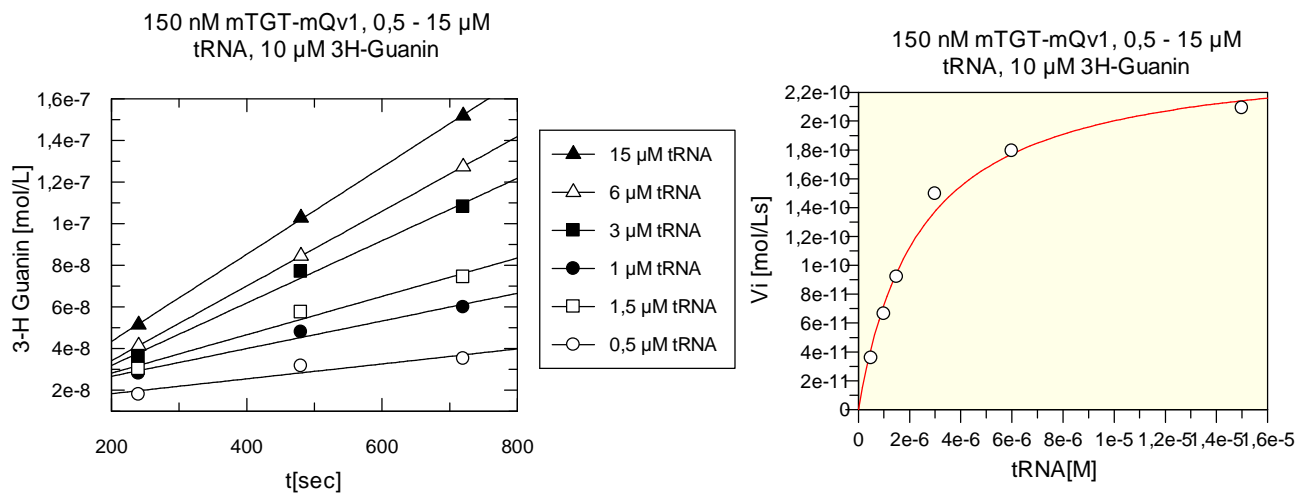 150 nM mTGT-mQv1, 0,5 - 15 µM
tRNA, 10 µM 3H-Guanin
3-H Guanin [mol/L]
1,6e-7
1,4e-7
1,2e-7
1e-7
8e-8
6e-8
4e-8
2e-8
200 400 600 800
t[sec]
15 µM tRNA
6 µM tRNA
3 µM tRNA
1 µM tRNA
1,5 µM tRNA
0,5 µM tRNA
150 nM mTGT-mQv1, 0,5 - 15 µM
tRNA, 10 µM 3H-Guanin
Vi [mol/Ls]
2,2e-10
2e-10
1,8e-10
1,6e-10
1,4e-10
1,2e-10
1e-10
8e-11
6e-11
4e-11
2e-11
0
0 2e-6 4e-6 6e-6 8e-6 1e-5 1,2e-5 1,4e-5 1,6e-5
tRNA[M]